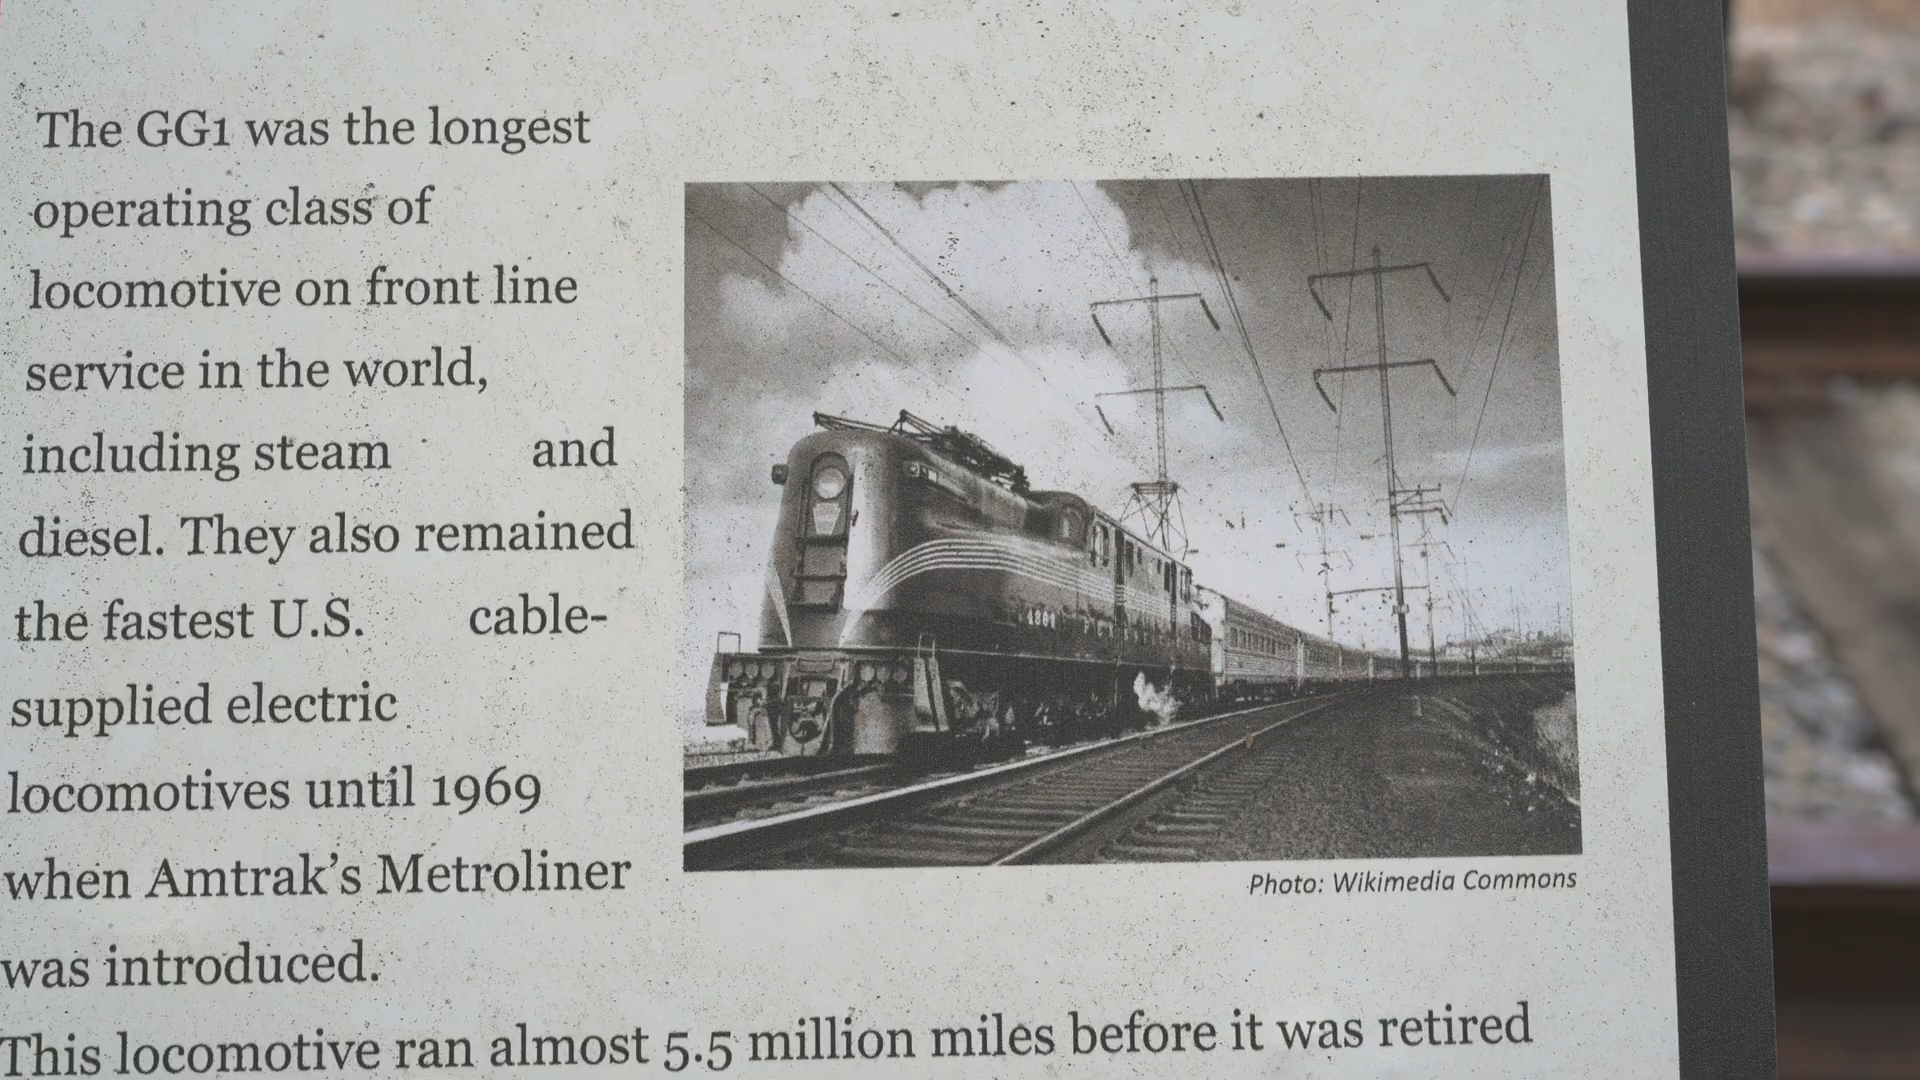 The GG1 was the longest
operating class of
locomotive on front line
service in the world,
including steam and
diesel. They also remained
the fastest U.S. cable-
supplied electric
locomotives until 1969
when Amtrak's Metroliner
was introduced.
This locomotive ran almost 5.5 million miles before it was retired
Photo: Wikimedia Commons